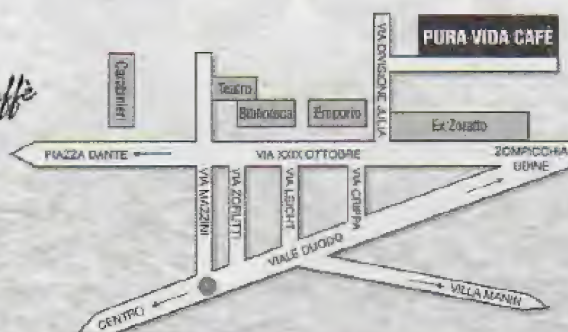 PURA VIDA CAFÈ
VIA DIVISIONE JULIA
Carabinieri
Teatro
Biblioteca
Emporio
Ex Zoratto
PIAZZA DANTE
VIA XXIX OTTOBRE
ZOMPICCHIA
UDINE
VIA MAZZINI
VIA ZORUTTI
VIA LEICHT
VIA CRIPPA
VIALE DUODO
CENTRO
VILLA MANIN